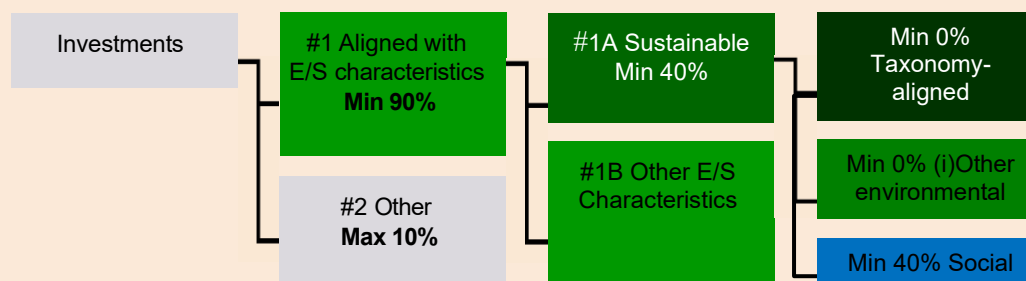 Investments
#1 Aligned with
E/S characteristics
Min 90%
#2 Other
Max 10%
#1A Sustainable
Min 40%
#1B Other E/S
Characteristics
Min 0%
Taxonomy-
aligned
Min 0% (i)Other
environmental
Min 40% Social